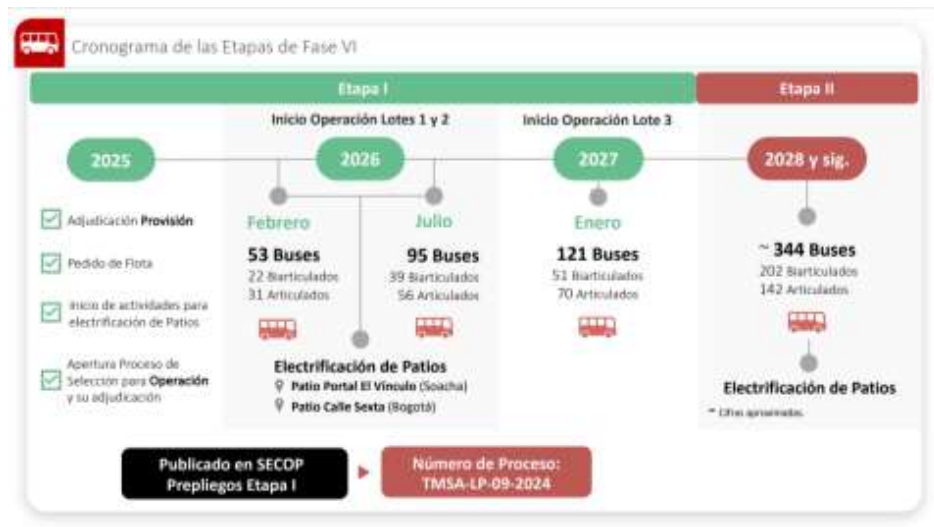 Cronograma de las Etapas de Fase VI
Etapa I
Etapa II
Inicio Operación Lotes 1 y 2
Inicio Operación Lote 3
2025
2026
2027
2028 y sig.
Adjudicación Provisión
Pedido de Flota
Inicio de actividades para
electrificación de Patios
Apertura Proceso de
Selección para Operación
y su adjudicación
Febrero
53 Buses
22 Biarticulados
31 Articulados
Julio
95 Buses
39 Biarticulados
56 Articulados
Electrificación de Patios
Patio Portal El Vínculo (Soacha)
Patio Calle Sexta (Bogotá)
Enero
121 Buses
51 Biarticulados
70 Articulados
~ 344 Buses
202 Biarticulados
142 Articulados
Electrificación de Patios
~ Cifras aproximadas.
Publicado en SECOP
Prepliegos Etapa I
Número de Proceso:
TMSA-LP-09-2024